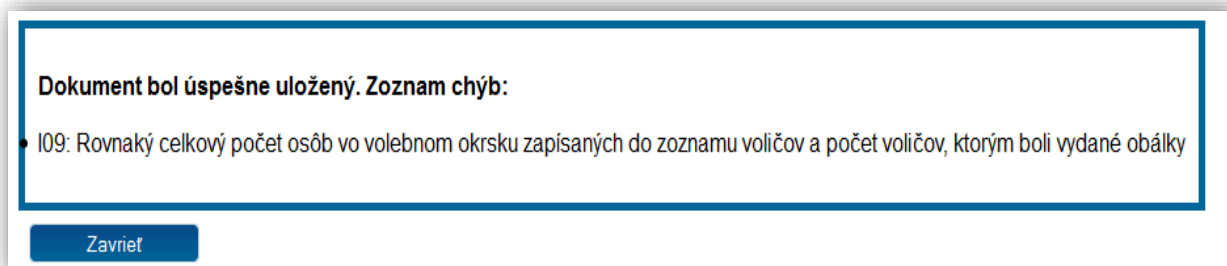 Dokument bol úspešne uložený. Zoznam chýb:
• I09: Rovnaký celkový počet osôb vo volebnom okrsku zapísaných do zoznamu voličov a počet voličov, ktorým boli vydané obálky
Zavrieť